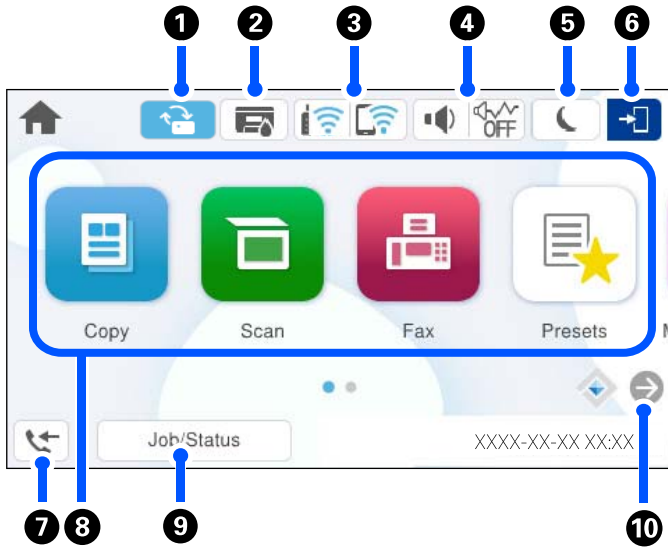 1 2 3 4 5 6
OFF
Copy Scan Fax Presets
Job/Status XXXX-XX-XX XX:XX
7 8 9 10